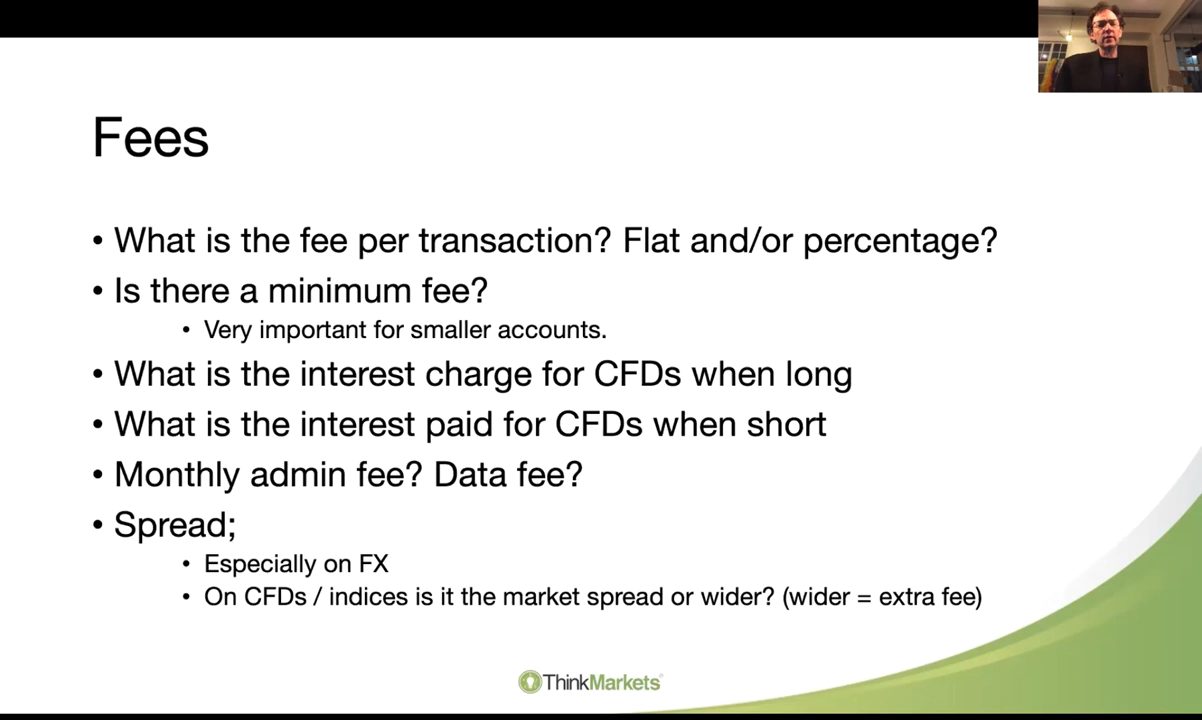 Fees
• What is the fee per transaction? Flat and/or percentage?
• Is there a minimum fee?
• Very important for smaller accounts.
• What is the interest charge for CFDs when long
• What is the interest paid for CFDs when short
• Monthly admin fee? Data fee?
• Spread;
• Especially on FX
• On CFDs / indices is it the market spread or wider? (wider = extra fee)
ThinkMarkets